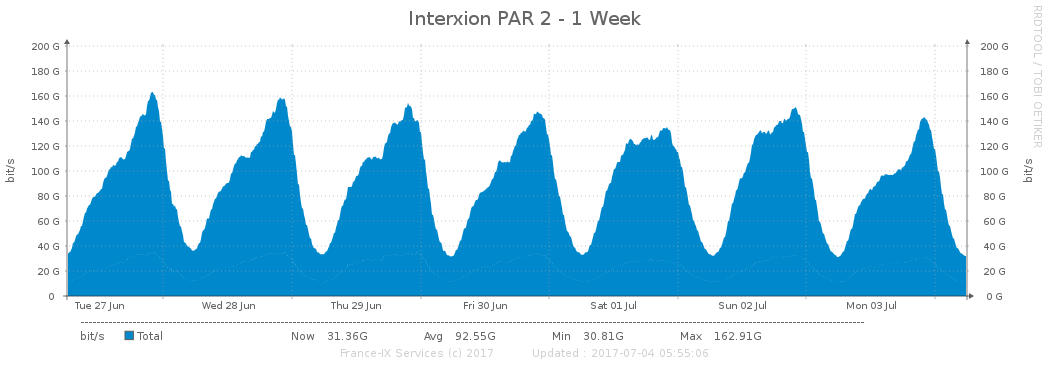 Interxion PAR 2 - 1 Week
RRDTOOL / TOBI OETIKER
200 G 200 G
180 G 180 G
160 G 160 G
140 G 140 G
120 G 120 G
100 G 100 G
80 G 80 G
60 G 60 G
40 G 40 G
20 G 20 G
0 0 G
bit/s bit/s
Tue 27 Jun Wed 28 Jun Thu 29 Jun Fri 30 Jun Sat 01 Jul Sun 02 Jul Mon 03 Jul
bit/s Total Now 31.36G Avg 92.55G Min 30.81G Max 162.91G
France-IX Services (c) 2017 Updated : 2017-07-04 05:55:06